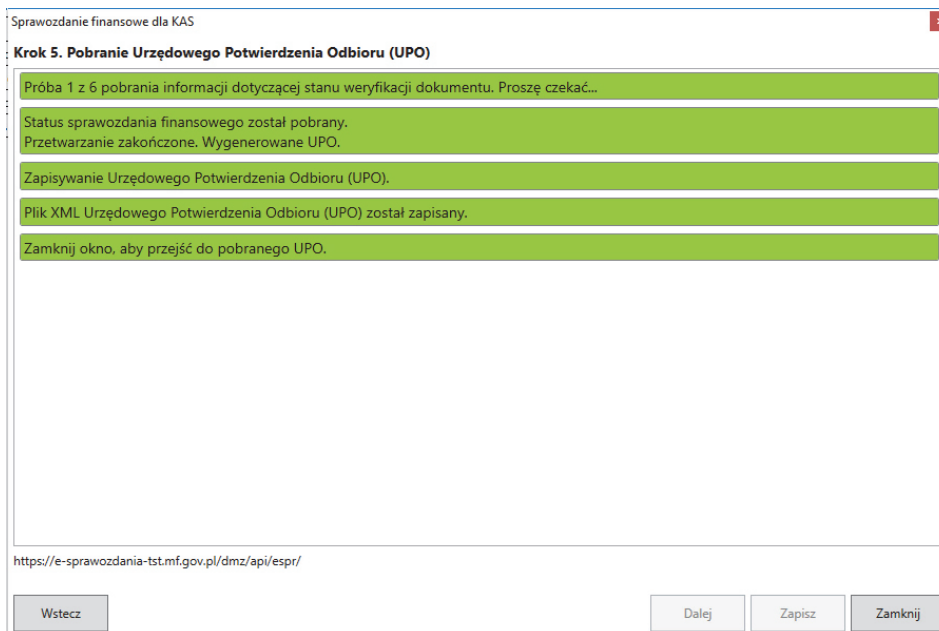 Sprawozdanie finansowe dla KAS
Krok 5. Pobranie Urzędowego Potwierdzenia Odbioru (UPO)
Próba 1 z 6 pobrania informacji dotyczącej stanu weryfikacji dokumentu. Proszę czekać...
Status sprawozdania finansowego został pobrany.
Przetwarzanie zakończone. Wygenerowane UPO.
Zapisywanie Urzędowego Potwierdzenia Odbioru (UPO).
Plik XML Urzędowego Potwierdzenia Odbioru (UPO) został zapisany.
Zamknij okno, aby przejść do pobranego UPO.
https://e-sprawozdania-tst.mf.gov.pl/dmz/api/espr/
Wstecz Dalej Zapisz Zamknij